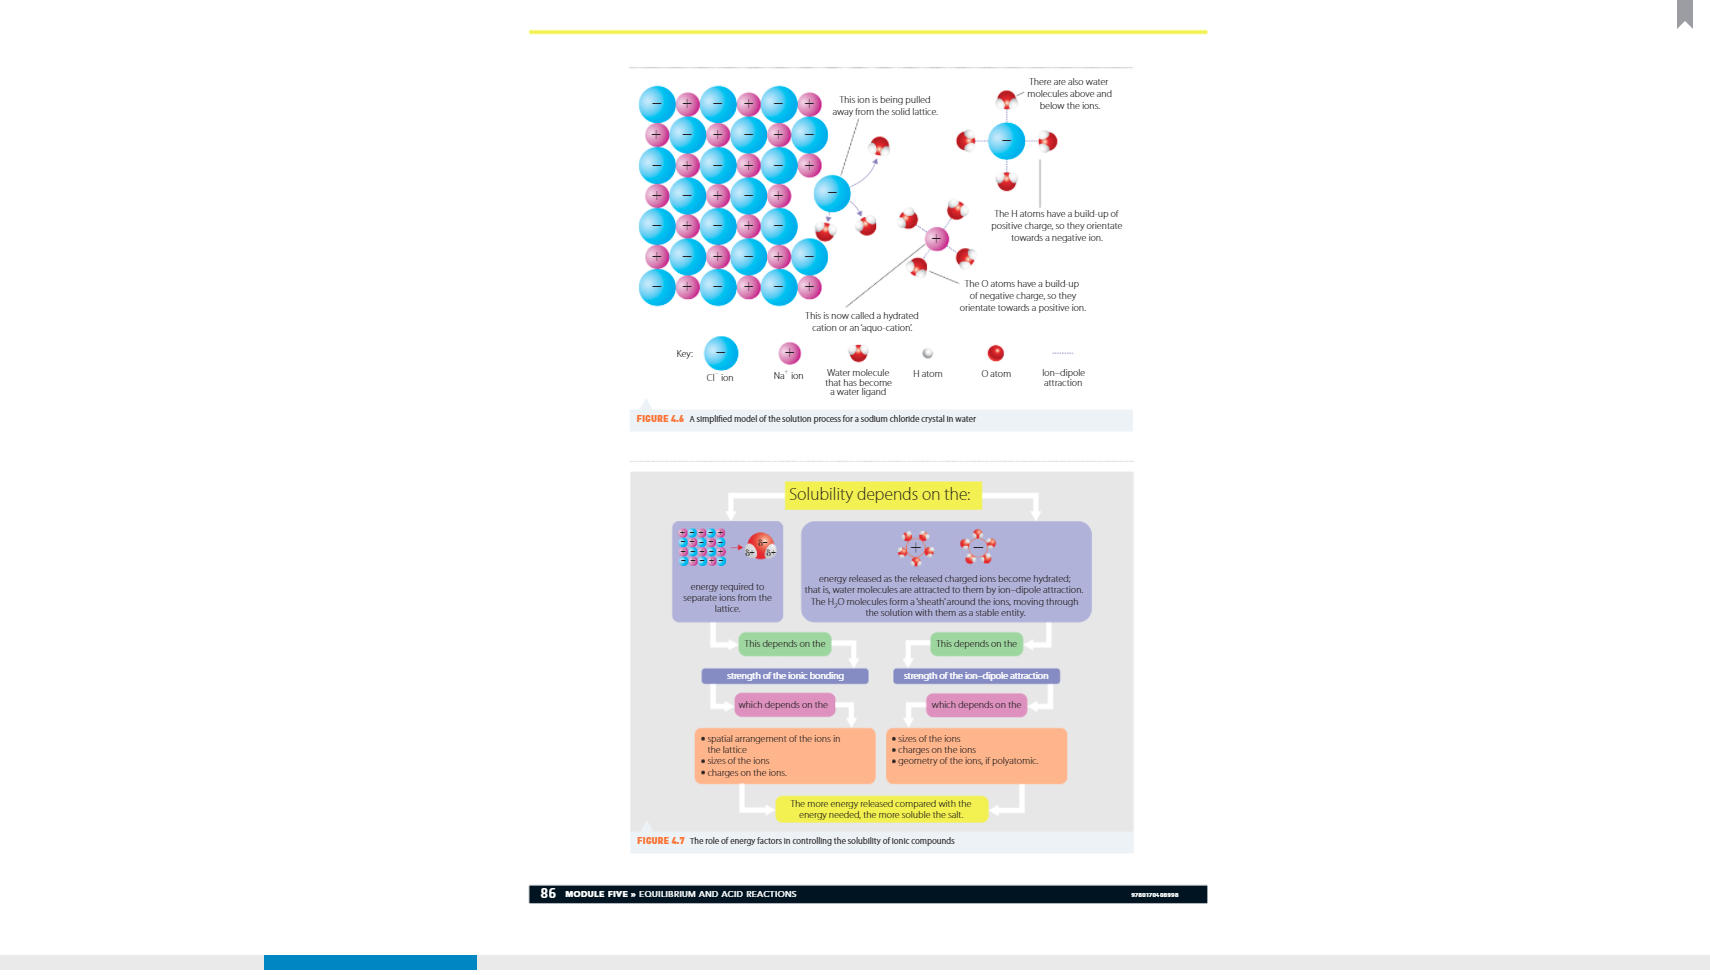 There are also water
molecules above and
below the ions.
This ion is being pulled
away from the solid lattice.
The H atoms have a build-up of
positive charge, so they orientate
towards a negative ion.
The O atoms have a build-up
of negative charge, so they
orientate towards a positive ion.
This is now called a hydrated
cation or an 'aquo-cation'.
Key:
Cl⁻ ion
Na⁺ ion
Water molecule
that has become
a water ligand
H atom
O atom
Ion–dipole
attraction
FIGURE 4.6 A simplified model of the solution process for a sodium chloride crystal in water
Solubility depends on the:
δ−
δ+ δ+
energy required to
separate ions from the
lattice.
energy released as the released charged ions become hydrated;
that is, water molecules are attracted to them by ion–dipole attraction.
The H₂O molecules form a 'sheath' around the ions, moving through
the solution with them as a stable entity.
This depends on the
This depends on the
strength of the ionic bonding
strength of the ion–dipole attraction
which depends on the
which depends on the
• spatial arrangement of the ions in
the lattice
• sizes of the ions
• charges on the ions.
• sizes of the ions
• charges on the ions
• geometry of the ions, if polyatomic.
The more energy released compared with the
energy needed, the more soluble the salt.
FIGURE 4.7 The role of energy factors in controlling the solubility of ionic compounds
86 MODULE FIVE » EQUILIBRIUM AND ACID REACTIONS
9780170408998